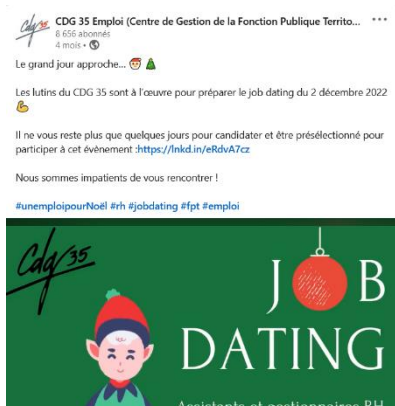 Cdg 35
CDG 35 Emploi (Centre de Gestion de la Fonction Publique Territo...
8 656 abonnés
4 mois •
Le grand jour approche... 🎅 🎄
Les lutins du CDG 35 sont à l'œuvre pour préparer le job dating du 2 décembre 2022
💪
Il ne vous reste plus que quelques jours pour candidater et être présélectionné pour
participer à cet évènement :https://lnkd.in/eRdvA7cz
Nous sommes impatients de vous rencontrer !
#unemploipourNoël #rh #jobdating #fpt #emploi
Cdg 35
JOB
DATING
Assistants et gestionnaires RH